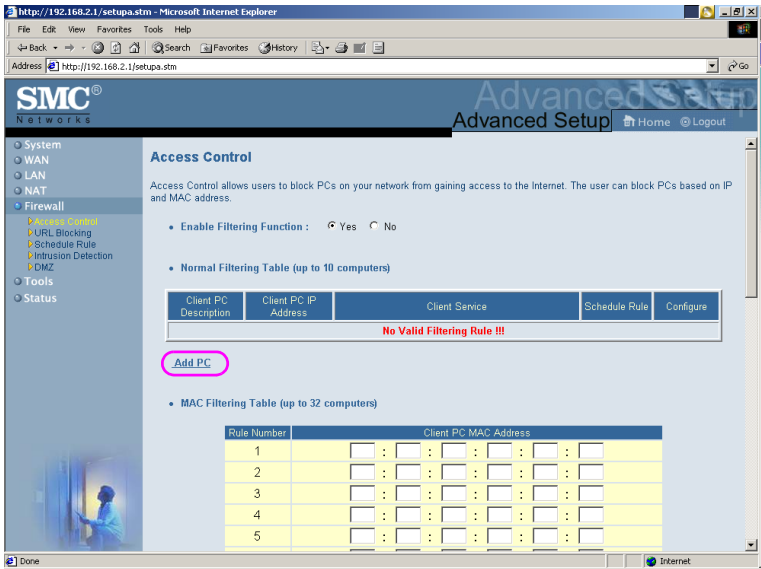 http://192.168.2.1/setupa.stm - Microsoft Internet Explorer
File Edit View Favorites Tools Help
Back Search Favorites History
Address http://192.168.2.1/setupa.stm Go
SMC®
Networks
Advanced Setup
Advanced Setup Home Logout
System
WAN
LAN
NAT
Firewall
Access Control
URL Blocking
Schedule Rule
Intrusion Detection
DMZ
Tools
Status
Access Control
Access Control allows users to block PCs on your network from gaining access to the Internet. The user can block PCs based on IP
and MAC address.
• Enable Filtering Function : Yes No
• Normal Filtering Table (up to 10 computers)
Client PC Description Client PC IP Address Client Service Schedule Rule Configure
No Valid Filtering Rule !!!
Add PC
• MAC Filtering Table (up to 32 computers)
Rule Number Client PC MAC Address
1 : : : : :
2 : : : : :
3 : : : : :
4 : : : : :
5 : : : : :
Done Internet